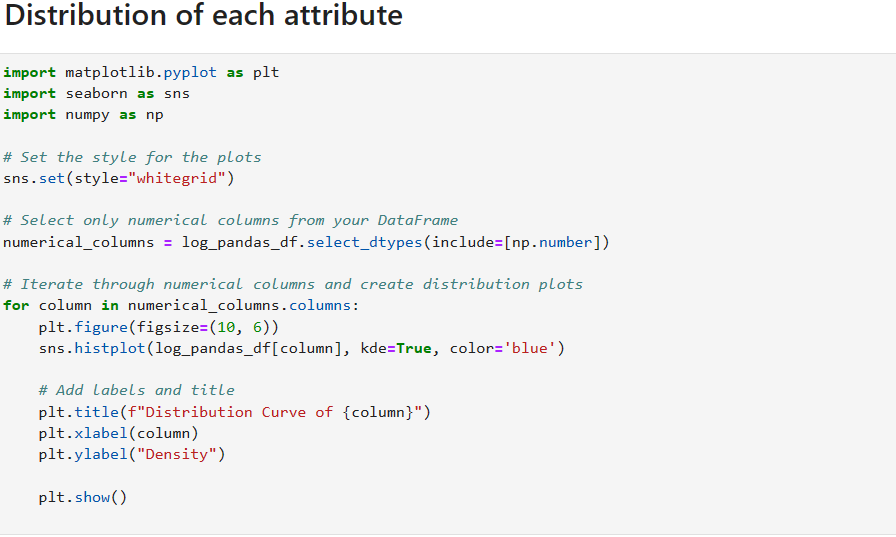 Distribution of each attribute
import matplotlib.pyplot as plt
import seaborn as sns
import numpy as np
# Set the style for the plots
sns.set(style="whitegrid")
# Select only numerical columns from your DataFrame
numerical_columns = log_pandas_df.select_dtypes(include=[np.number])
# Iterate through numerical columns and create distribution plots
for column in numerical_columns.columns:
    plt.figure(figsize=(10, 6))
    sns.histplot(log_pandas_df[column], kde=True, color='blue')
    # Add labels and title
    plt.title(f"Distribution Curve of {column}")
    plt.xlabel(column)
    plt.ylabel("Density")
    plt.show()